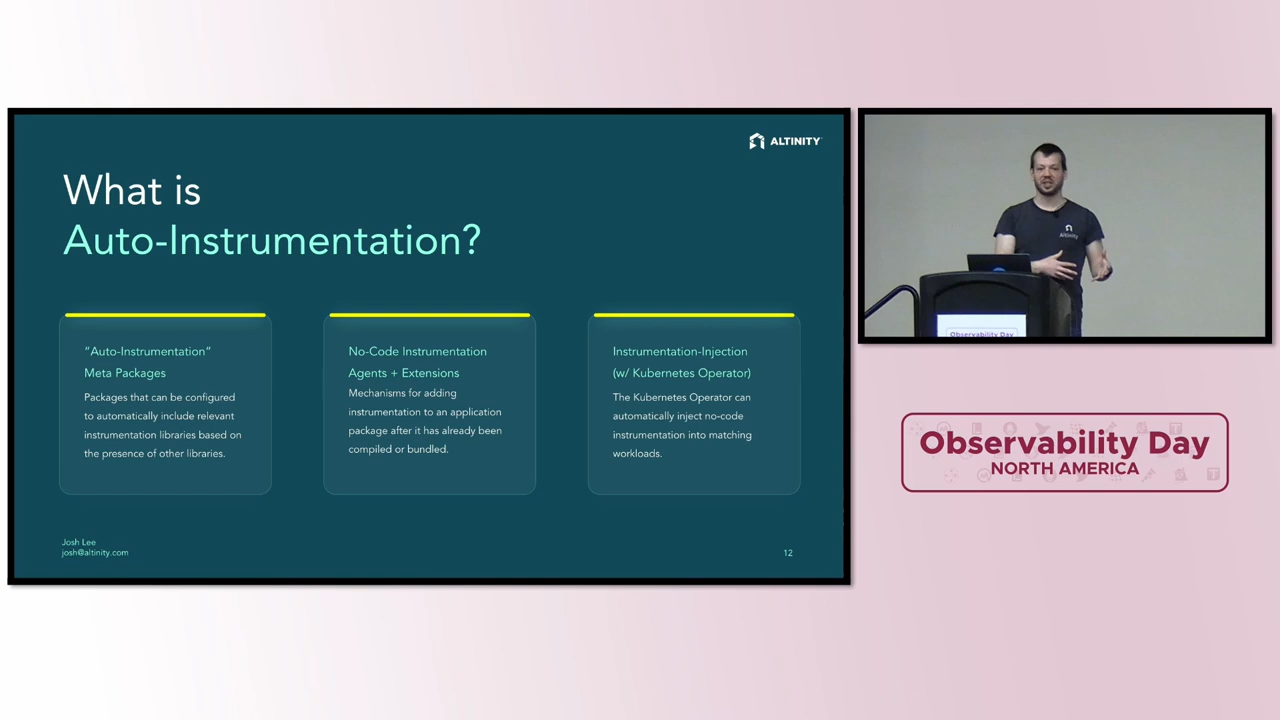 ALTINITY
What is
Auto-Instrumentation?
“Auto-Instrumentation”
Meta Packages
Packages that can be configured
to automatically include relevant
instrumentation libraries based on
the presence of other libraries.
No-Code Instrumentation
Agents + Extensions
Mechanisms for adding
instrumentation to an application
package after it has already been
compiled or bundled.
Instrumentation-Injection
(w/ Kubernetes Operator)
The Kubernetes Operator can
automatically inject no-code
instrumentation into matching
workloads.
Josh Lee
josh@altinity.com
12
Altinity
Observability Day
Observability Day
NORTH AMERICA